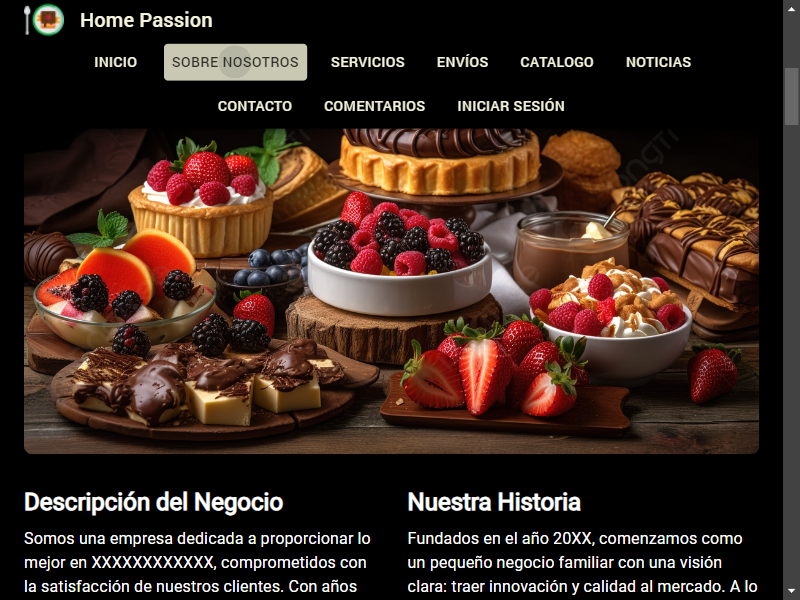 Home Passion
INICIO SOBRE NOSOTROS SERVICIOS ENVÍOS CATALOGO NOTICIAS
CONTACTO COMENTARIOS INICIAR SESIÓN
Descripción del Negocio
Somos una empresa dedicada a proporcionar lo
mejor en XXXXXXXXXXXX, comprometidos con
la satisfacción de nuestros clientes. Con años
Nuestra Historia
Fundados en el año 20XX, comenzamos como
un pequeño negocio familiar con una visión
clara: traer innovación y calidad al mercado. A lo